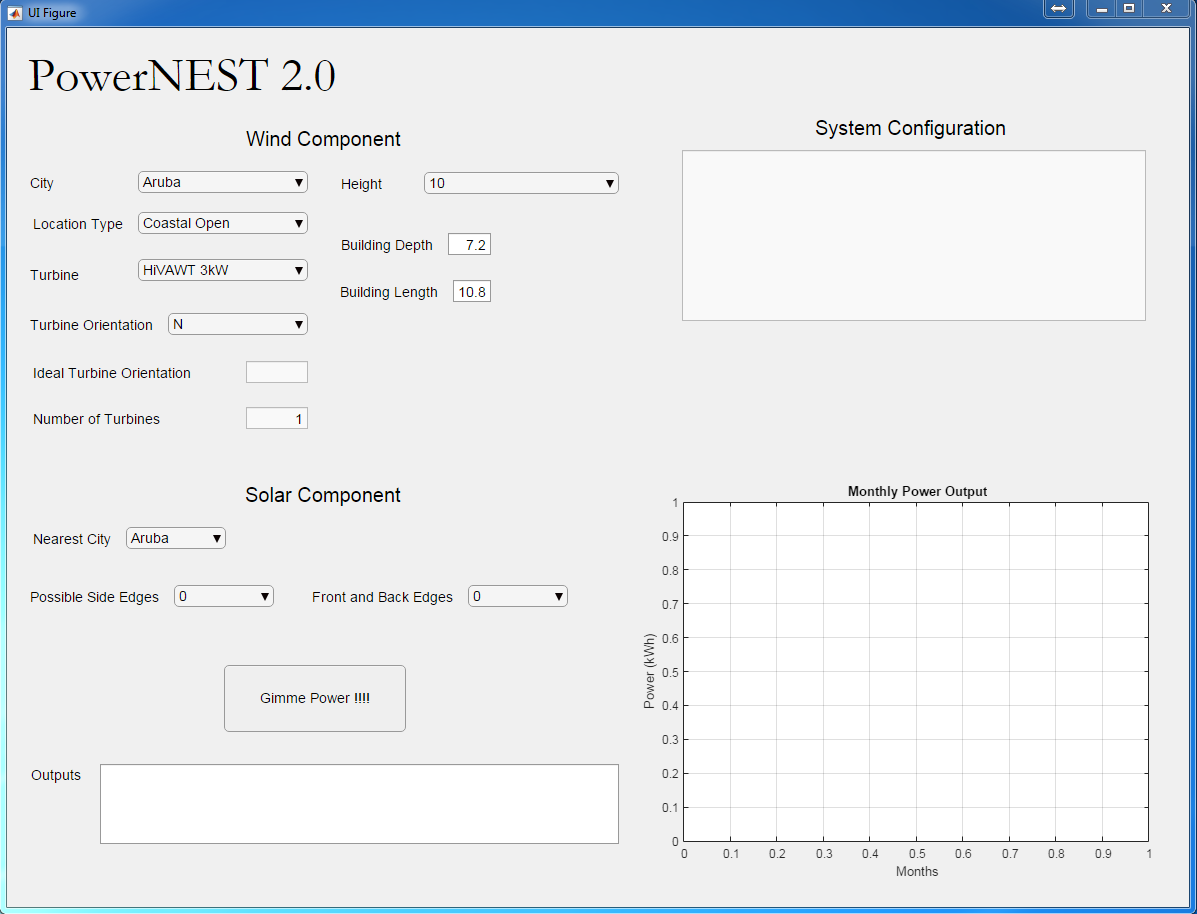 UI Figure
PowerNEST 2.0
Wind Component
City Aruba
Height 10
Location Type Coastal Open
Building Depth 7.2
Turbine HiVAWT 3kW
Building Length 10.8
Turbine Orientation N
Ideal Turbine Orientation
Number of Turbines 1
System Configuration
Solar Component
Nearest City Aruba
Possible Side Edges 0
Front and Back Edges 0
Gimme Power !!!!
Outputs
Monthly Power Output
1
0.9
0.8
0.7
0.6
0.5
0.4
0.3
0.2
0.1
0
Power (kWh)
0 0.1 0.2 0.3 0.4 0.5 0.6 0.7 0.8 0.9 1
Months